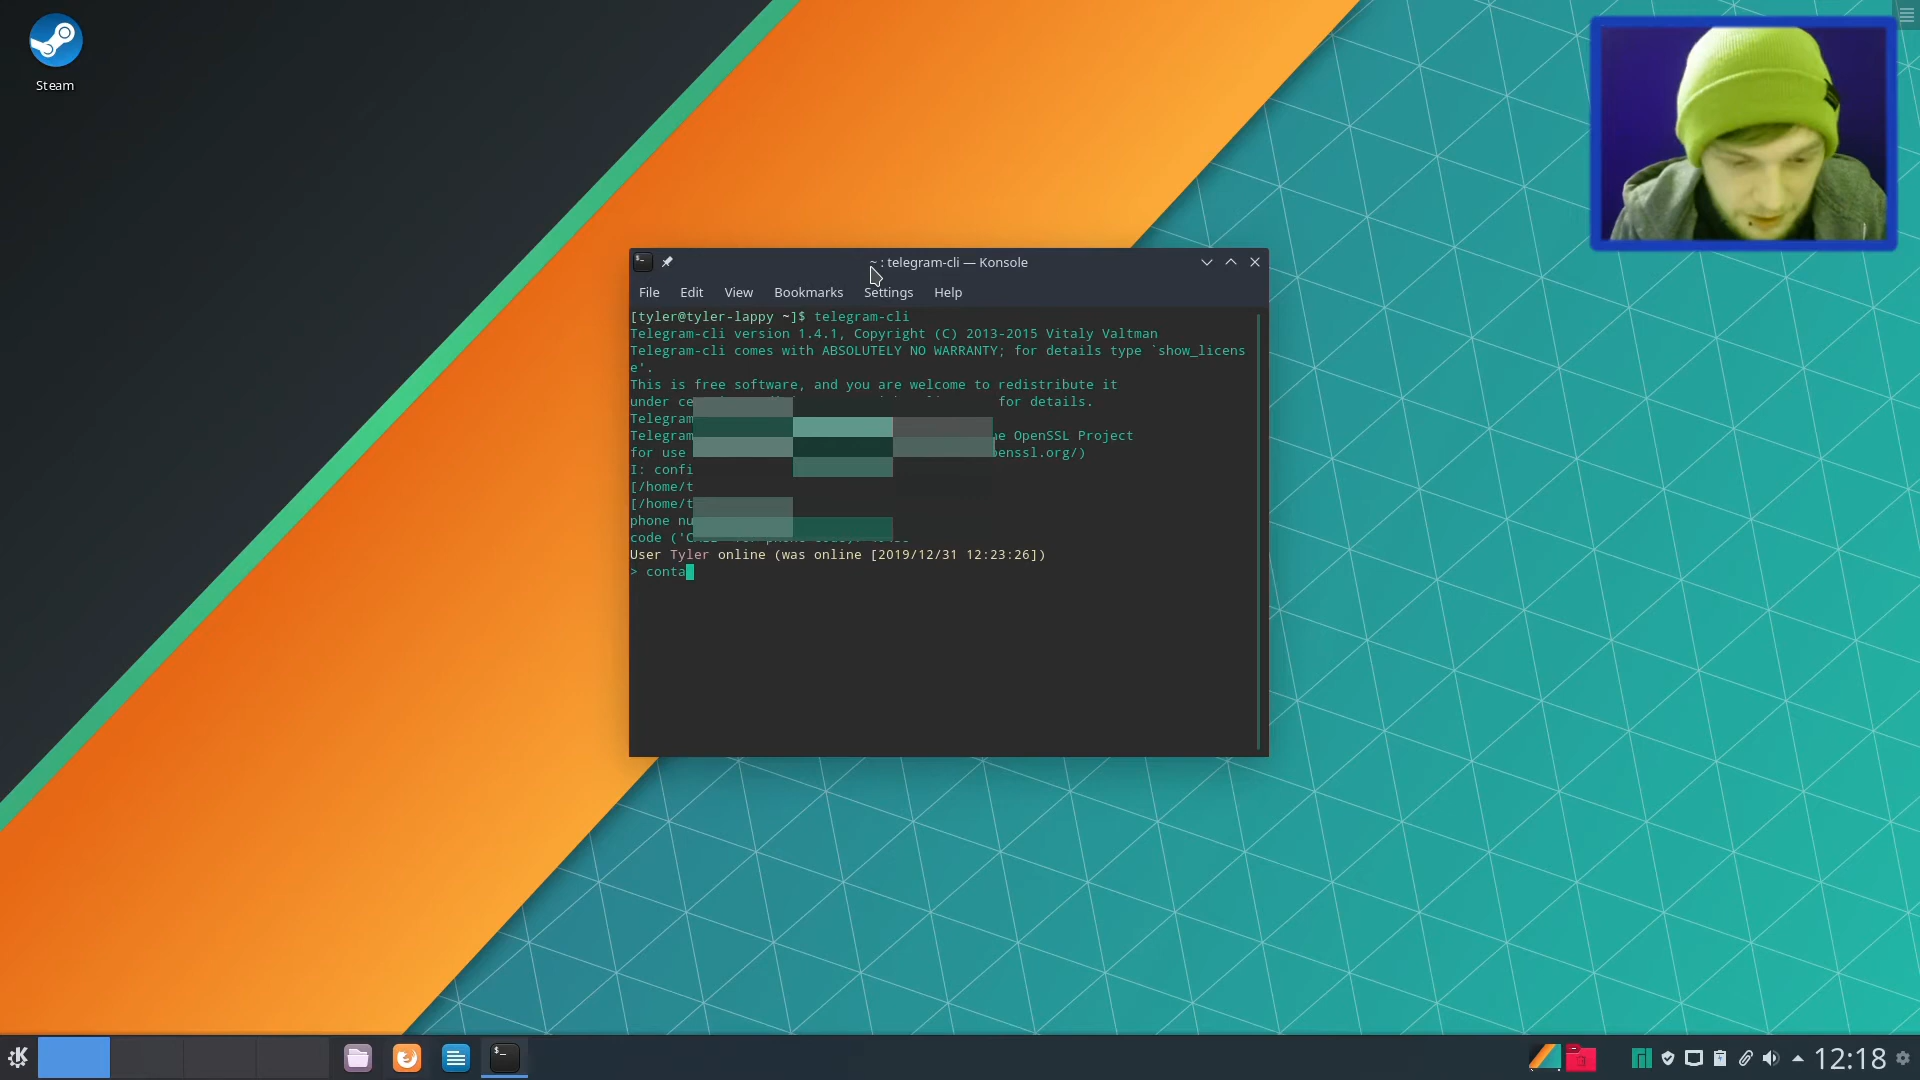 Steam
~ : telegram-cli — Konsole
File Edit View Bookmarks Settings Help
[tyler@tyler-lappy ~]$ telegram-cli
Telegram-cli version 1.4.1, Copyright (C) 2013-2015 Vitaly Valtman
Telegram-cli comes with ABSOLUTELY NO WARRANTY; for details type `show_licens
e'.
This is free software, and you are welcome to redistribute it
under for details.
Telegram
Telegram OpenSSL Project
for use
I: confi
[/home/t
[/home/t
phone nu
code
User Tyler online (was online [2019/12/31 12:23:26])
> conta
12:18